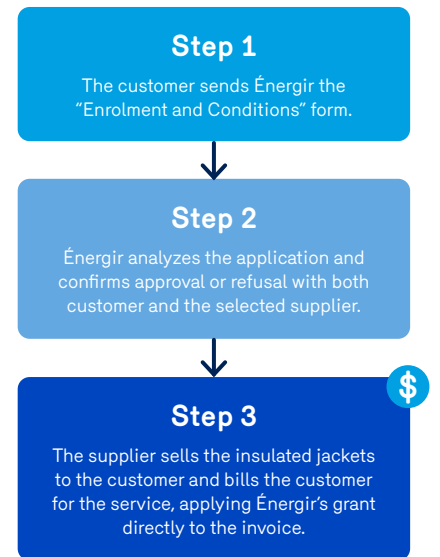 Step 1
The customer sends Énergir the
“Enrolment and Conditions” form.
Step 2
Énergir analyzes the application and
confirms approval or refusal with both
customer and the selected supplier.
$
Step 3
The supplier sells the insulated jackets
to the customer and bills the customer
for the service, applying Énergir’s grant
directly to the invoice.